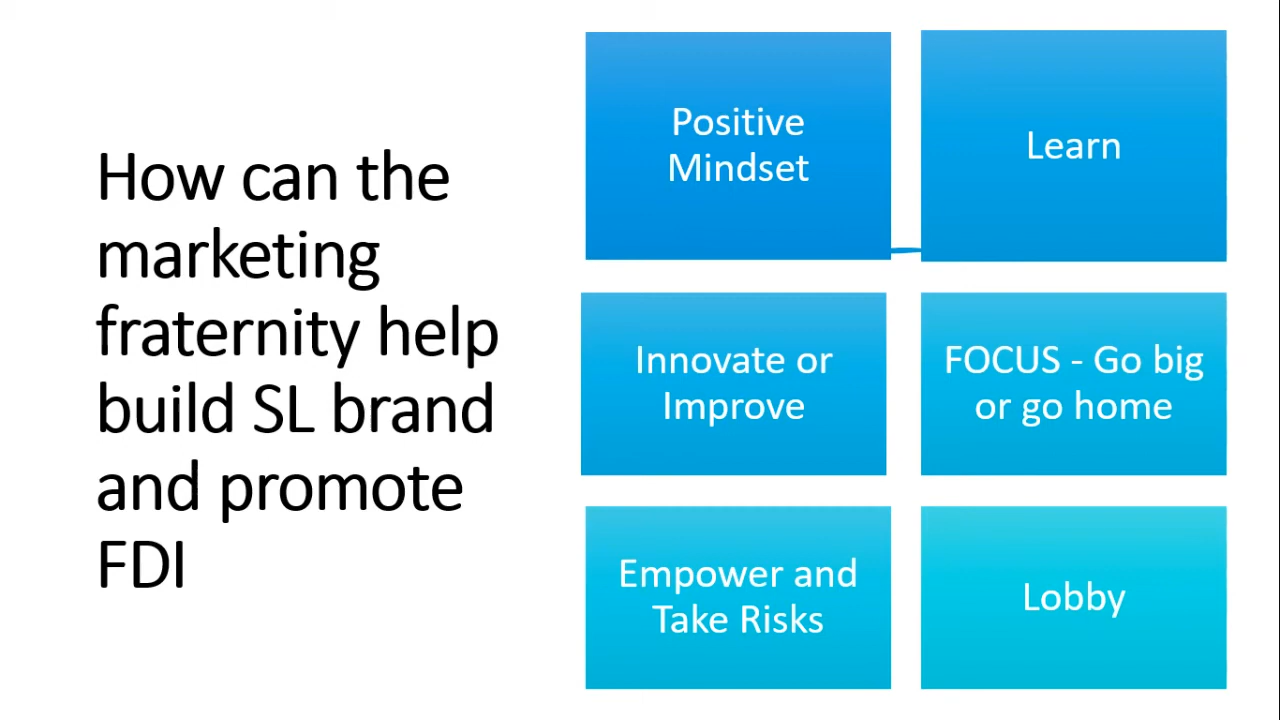 How can the
marketing
fraternity help
build SL brand
and promote
FDI
Positive
Mindset
Learn
Innovate or
Improve
FOCUS - Go big
or go home
Empower and
Take Risks
Lobby